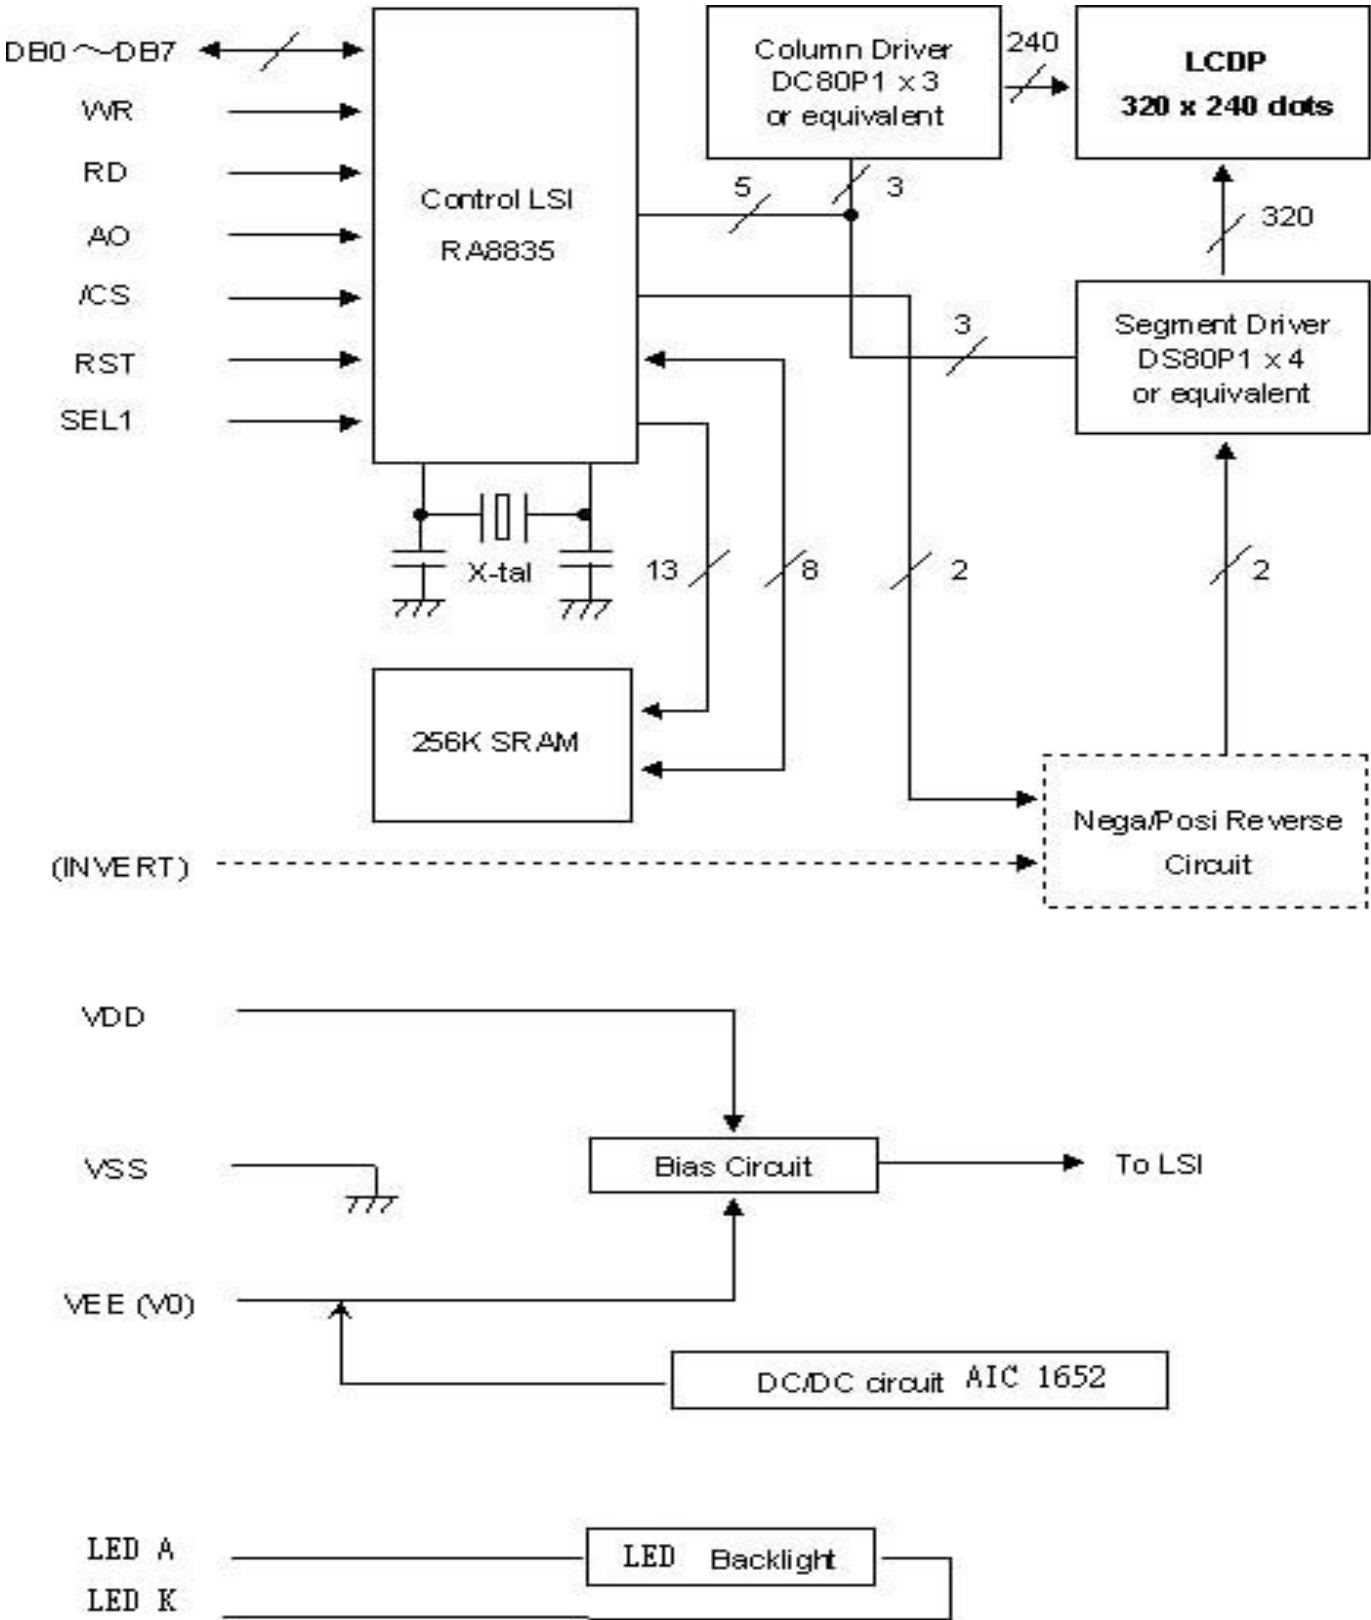 DB0～DB7
WR
RD
AO
/CS
RST
SEL1
Control LSI
RA8835
Column Driver
DC80P1 x 3
or equivalent
240
LCDP
320 x 240 dots
5
3
320
3
Segment Driver
DS80P1 x 4
or equivalent
X-tal
13
8
2
2
256K SRAM
Nega/Posi Reverse
Circuit
(INVERT)
VDD
VSS
Bias Circuit
To LSI
VEE (V0)
DC/DC circuit AIC 1652
LED A
LED Backlight
LED K